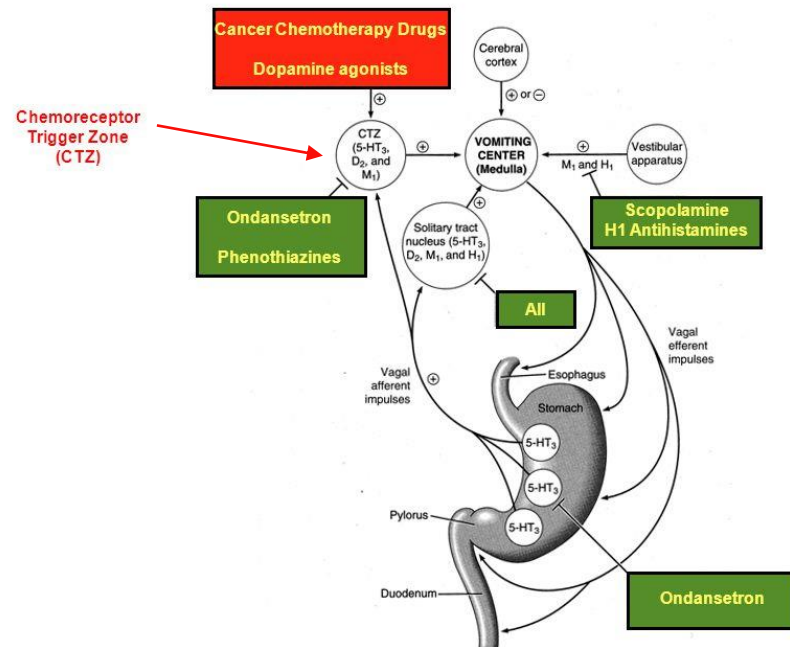 Cancer Chemotherapy Drugs
Dopamine agonists
Cerebral
cortex
+
+ or −
Chemoreceptor
Trigger Zone
(CTZ)
CTZ
(5-HT3,
D2, and
M1)
+
VOMITING
CENTER
(Medulla)
+
M1 and H1
Vestibular
apparatus
Ondansetron
Phenothiazines
+
Solitary tract
nucleus (5-HT3,
D2, M1, and H1)
Scopolamine
H1 Antihistamines
All
Vagal
efferent
impulses
Vagal
afferent
impulses
+
Esophagus
Stomach
5-HT3
5-HT3
5-HT3
Pylorus
Duodenum
Ondansetron